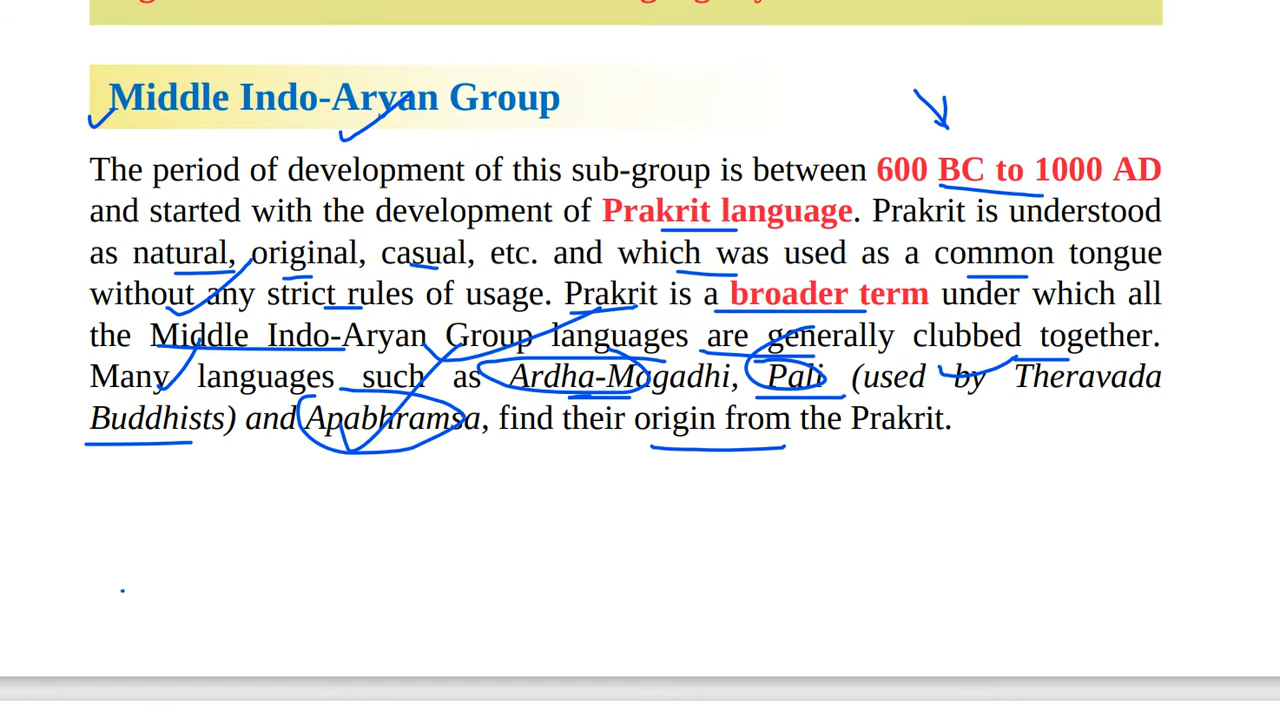 Middle Indo-Aryan Group
The period of development of this sub-group is between 600 BC to 1000 AD
and started with the development of Prakrit language. Prakrit is understood
as natural, original, casual, etc. and which was used as a common tongue
without any strict rules of usage. Prakrit is a broader term under which all
the Middle Indo-Aryan Group languages are generally clubbed together.
Many languages such as Ardha-Magadhi, Pali (used by Theravada
Buddhists) and Apabhramsa, find their origin from the Prakrit.